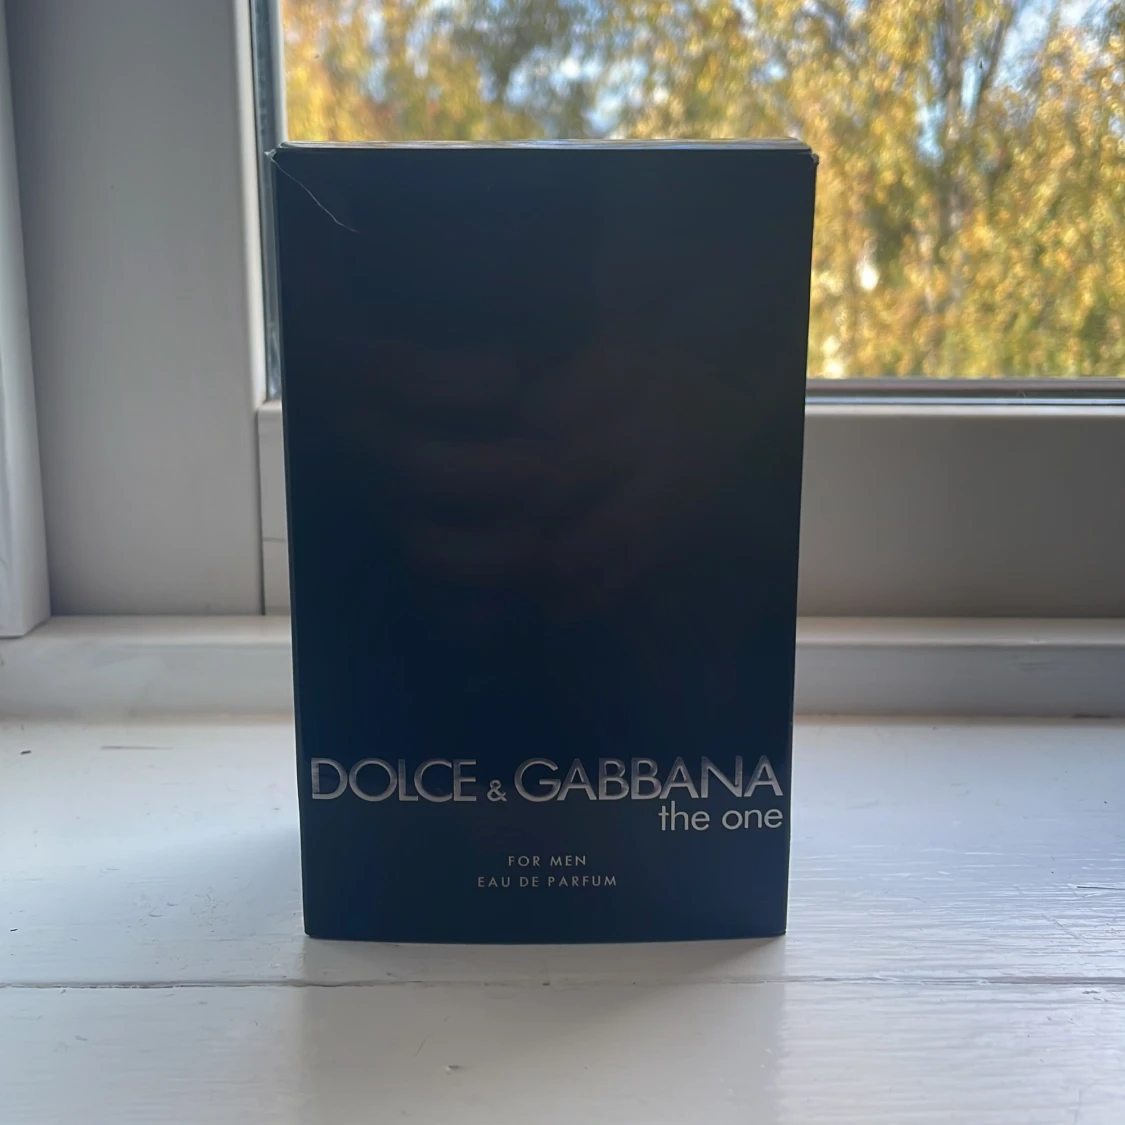 DOLCE & GABBANA
the one
FOR MEN
EAU DE PARFUM